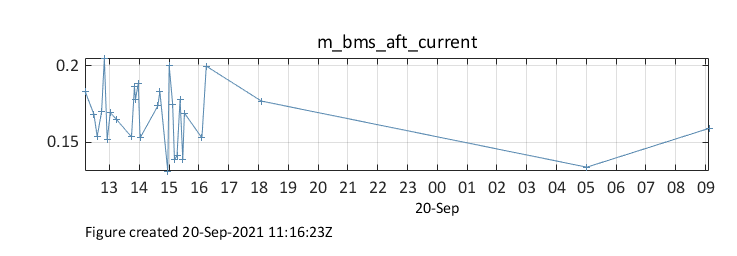 m_bms_aft_current
0.2
0.15
13 14 15 16 17 18 19 20 21 22 23 00 01 02 03 04 05 06 07 08 09
20-Sep
Figure created 20-Sep-2021 11:16:23Z